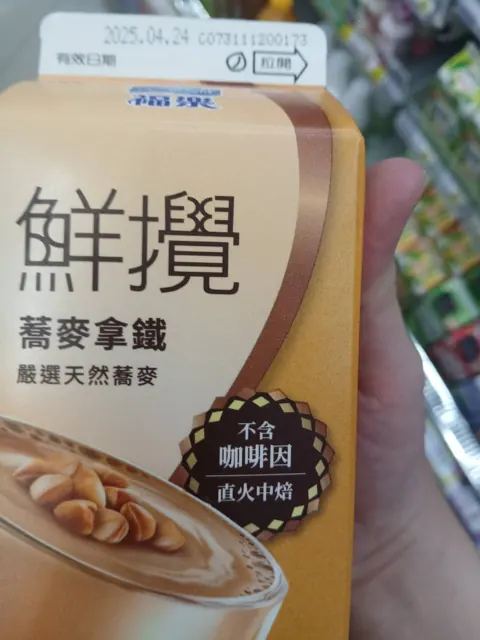 2025.04.24 C073111200173
有效日期 拉開
福樂
鮮攪
蕎麥拿鐵
嚴選天然蕎麥
不含
咖啡因
直火中焙